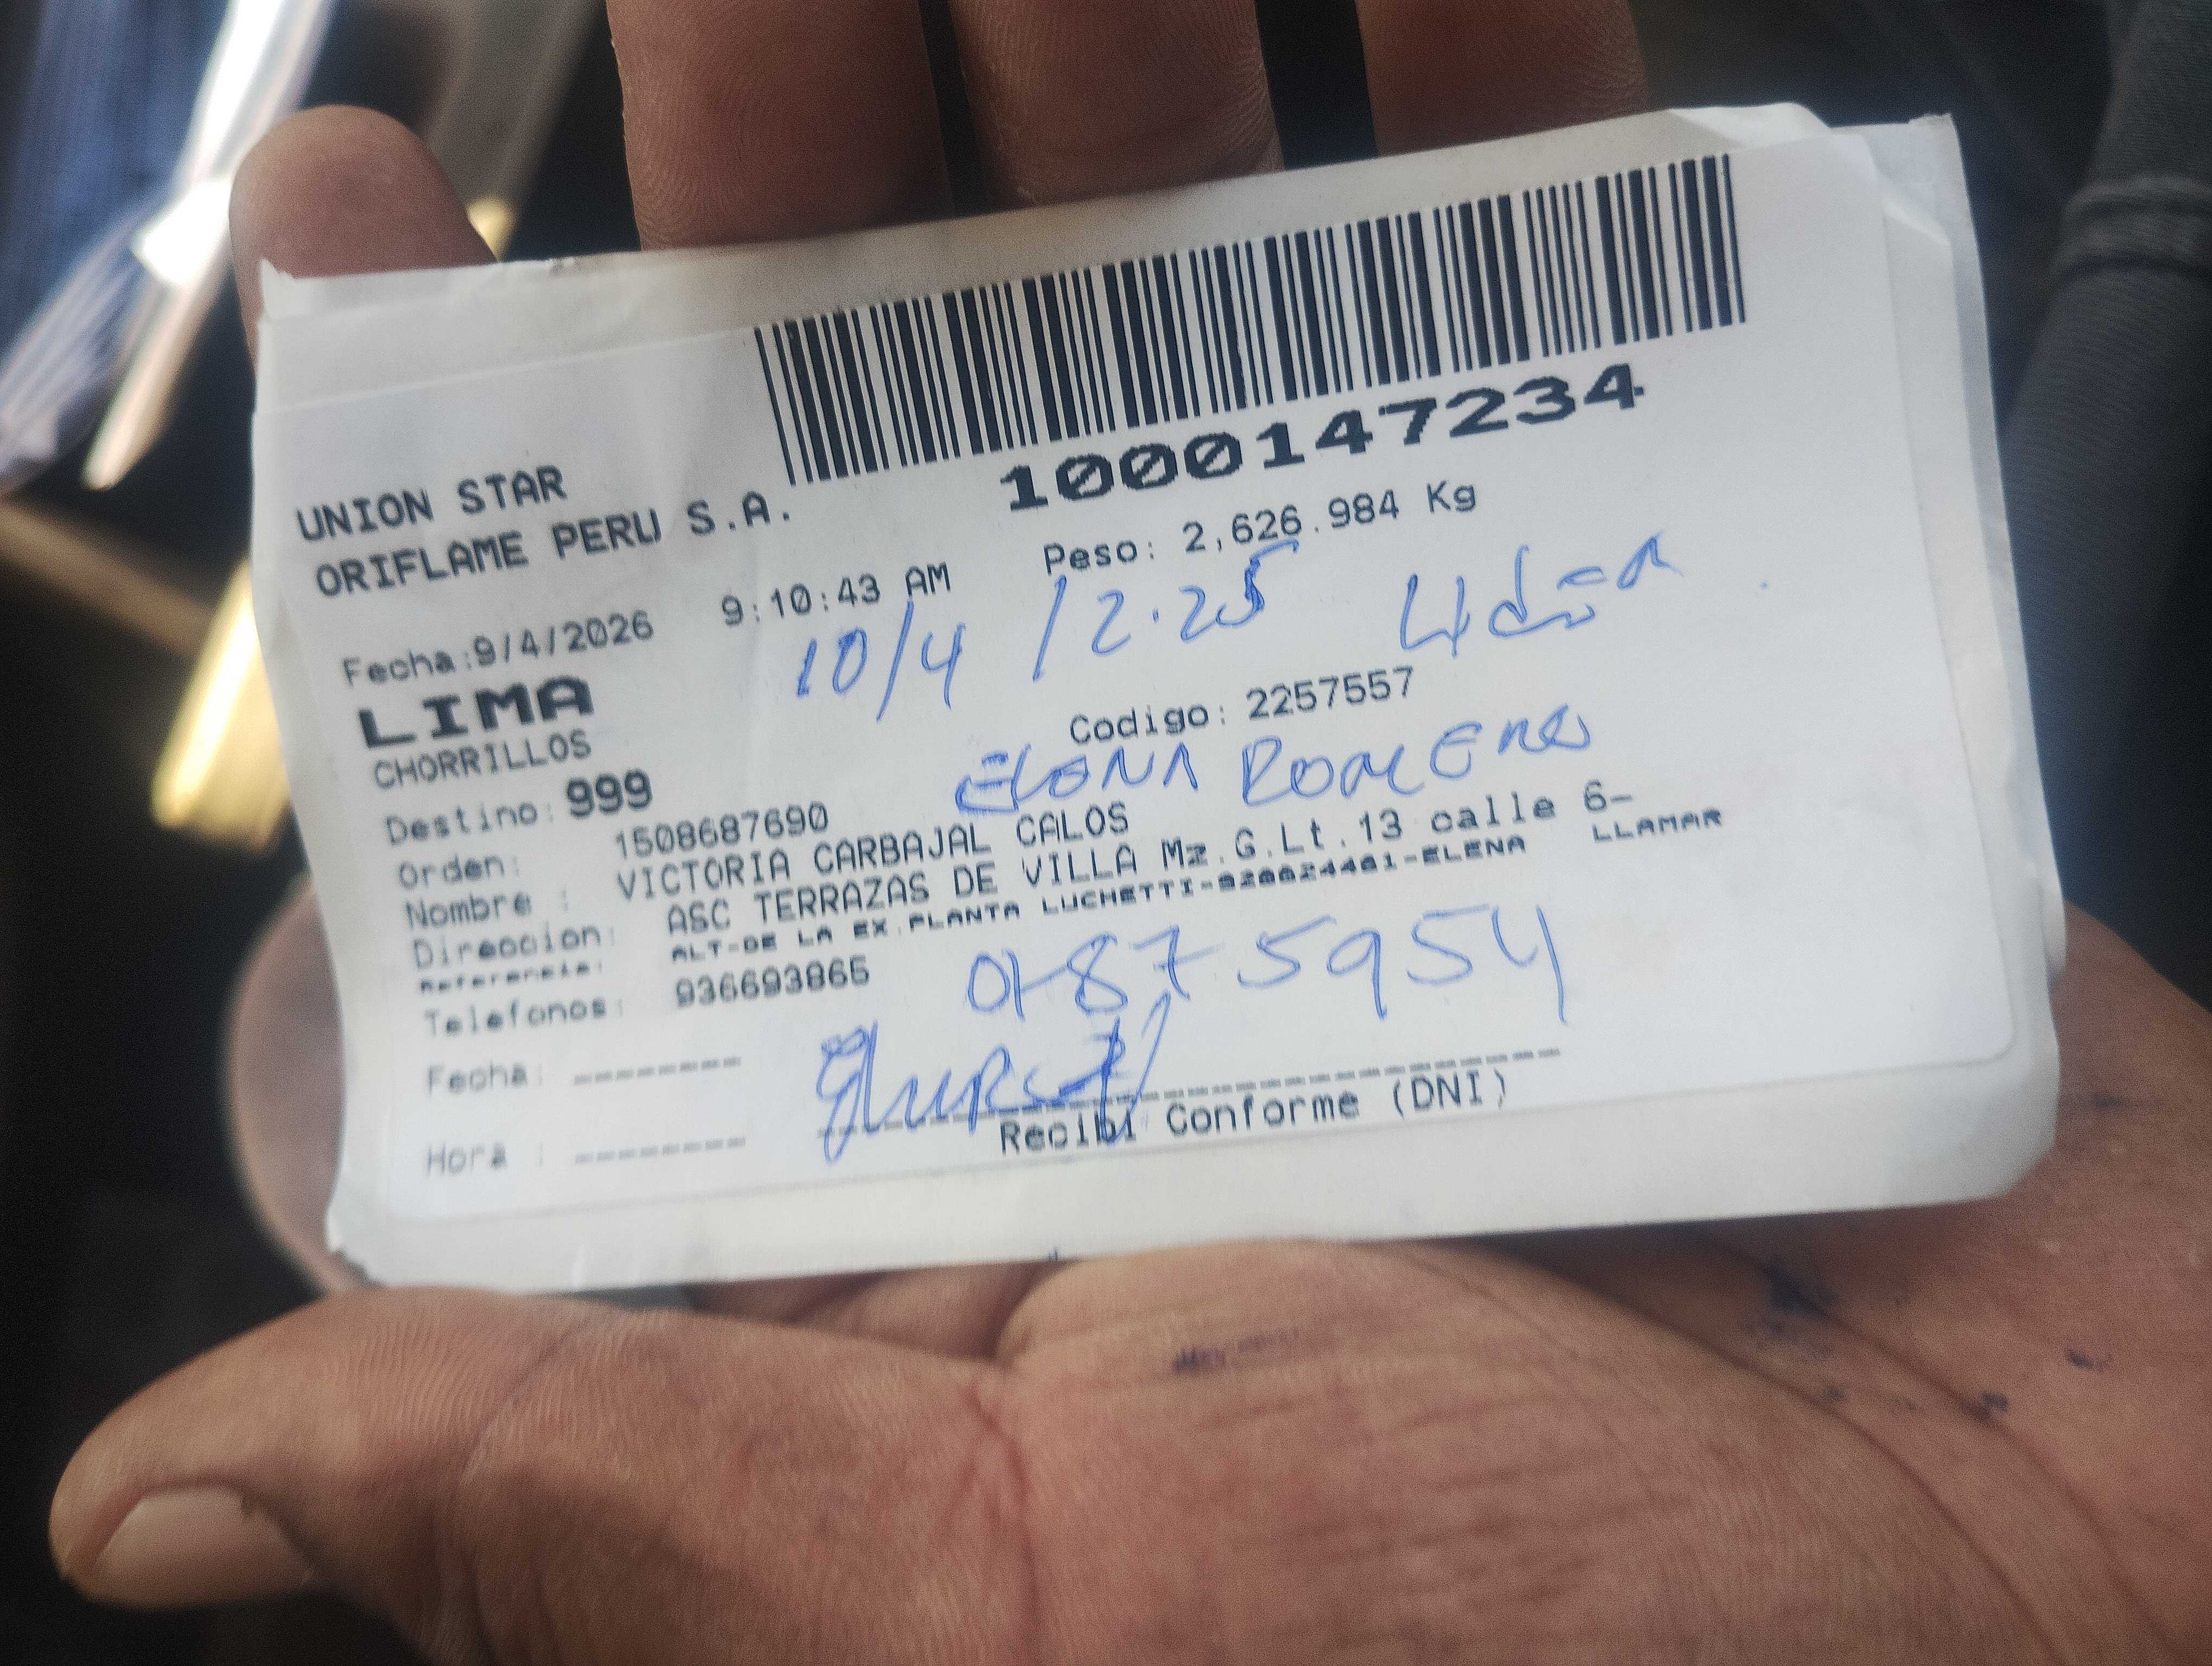 1000147234
UNION STAR
ORIFLAME PERU S.A.
Peso: 2,626.984 Kg
Fecha:9/4/2026 9:10:43 AM
10/4 12.25
LIMA
CHORRILLOS
Codigo: 2257557
ELENA
Destino: 999
Orden: 1508687690
Nombre : VICTORIA CARBAJAL CALOS
Direccion: ASC TERRAZAS DE VILLA Mz.G.Lt.13 calle 6-
Referencia: ALT-DE LA EX.PLANTA LUCHETTI- -ELENA LLAMAR
Telefonos: 936693865
Fecha:
Hora :
Recibi Conforme (DNI)